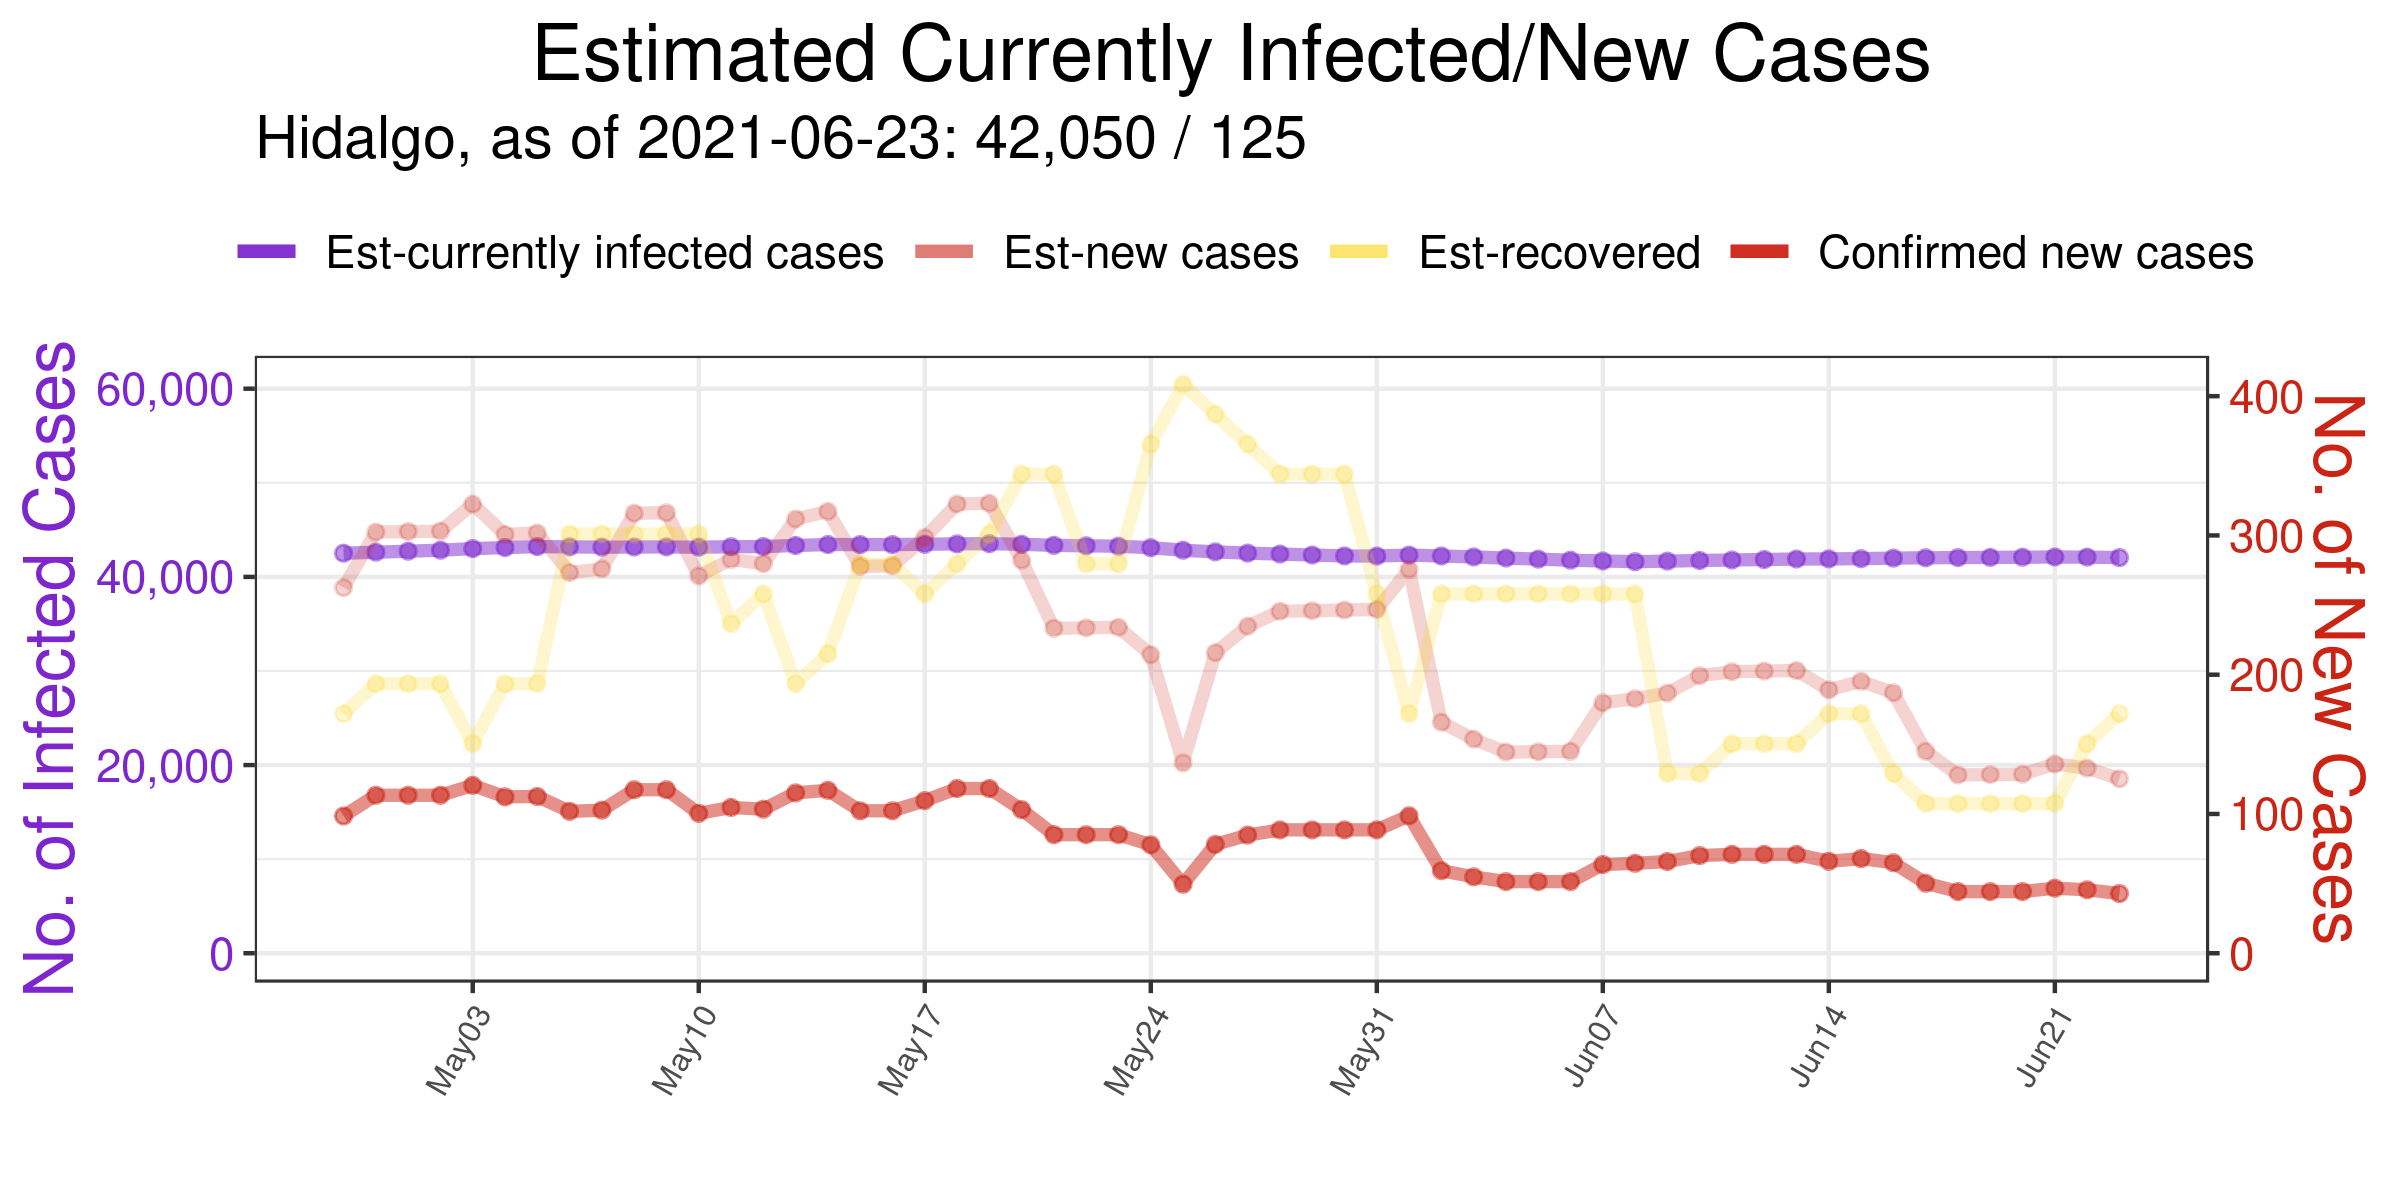 Estimated Currently Infected/New Cases
Hidalgo, as of 2021-06-23: 42,050 / 125
Est-currently infected cases Est-new cases Est-recovered Confirmed new cases
No. of Infected Cases
60,000
40,000
20,000
0
400
300
200
100
0
No. of New Cases
May03 May10 May17 May24 May31 Jun07 Jun14 Jun21